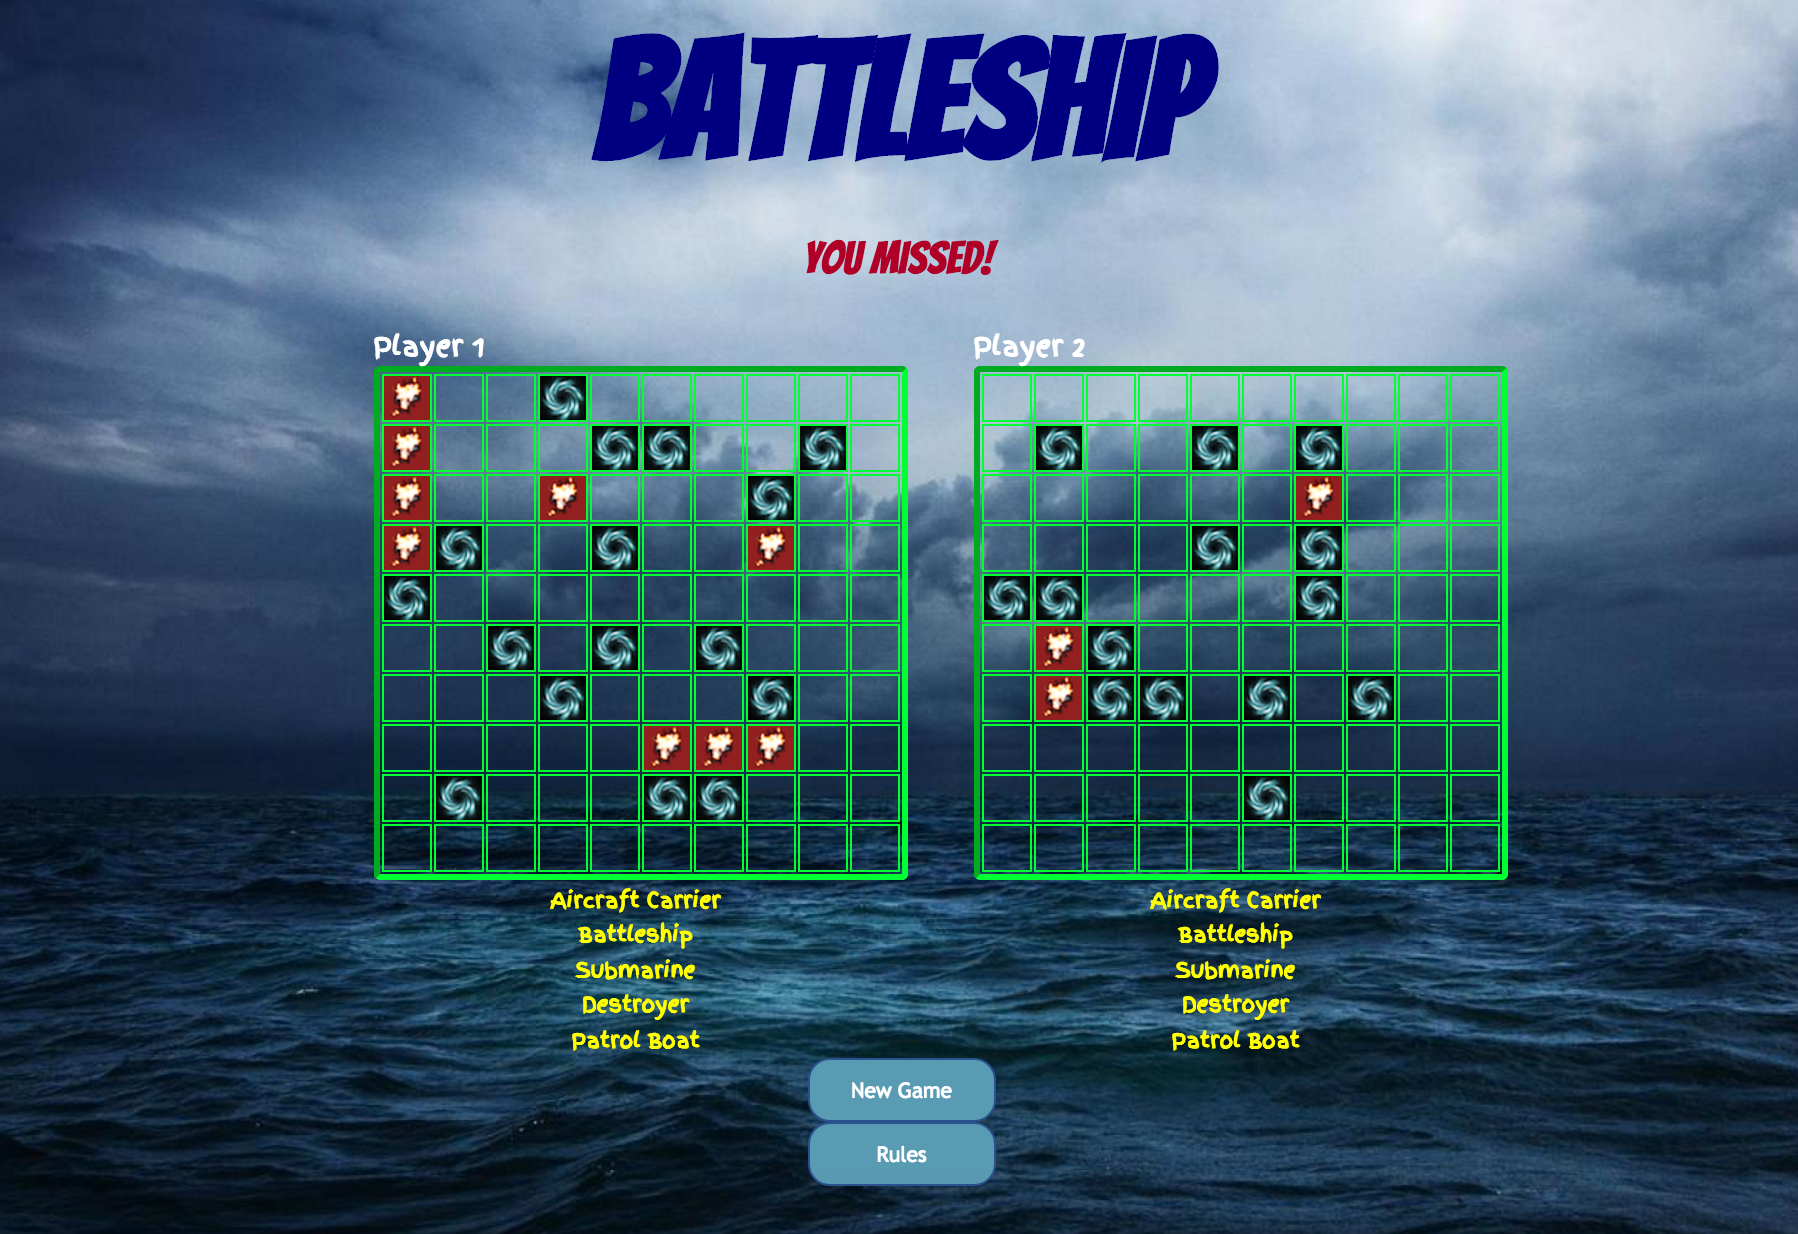 BATTLESHIP
YOU MISSED!
Player 1
Player 2
Aircraft Carrier
Battleship
Submarine
Destroyer
Patrol Boat
Aircraft Carrier
Battleship
Submarine
Destroyer
Patrol Boat
New Game
Rules